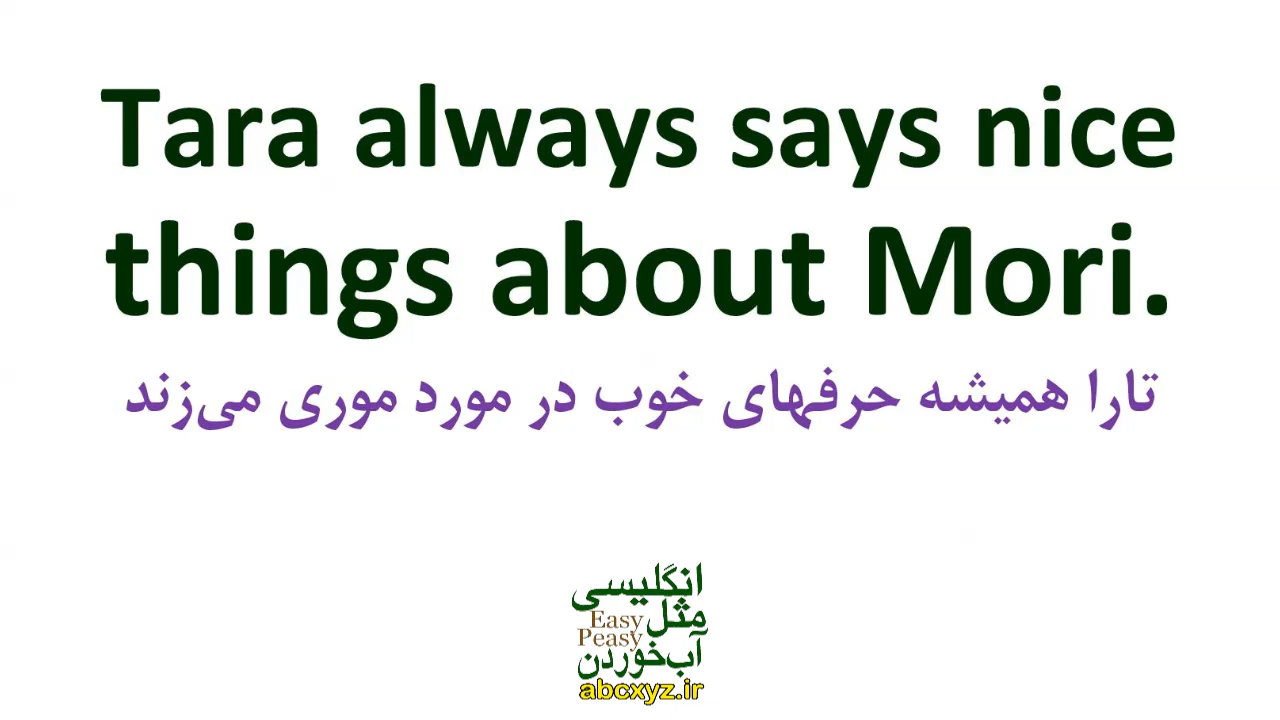 Tara always says nice
things about Mori.
تارا همیشه حرفهای خوب در مورد موری می‌زند
انگلیسی
مثل Easy
Peasy
آب‌خوردن
abcxyz.ir